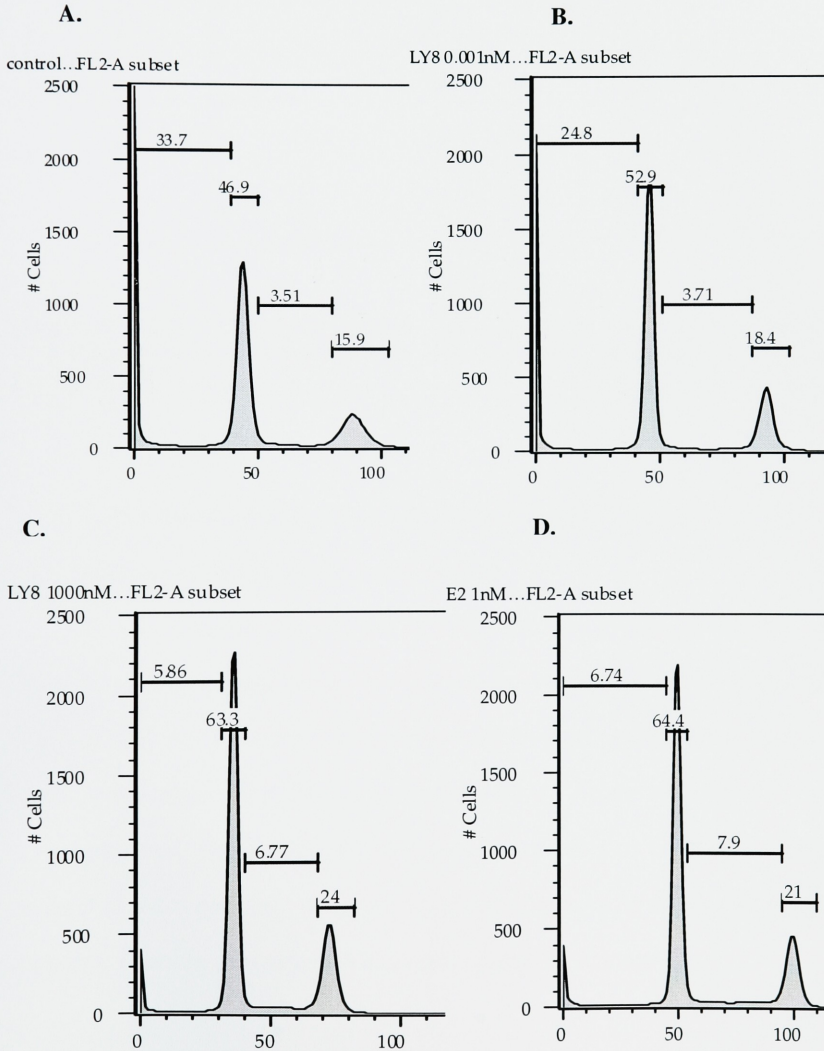 A.
control...FL2-A subset
2500
2000
1500
1000
500
0
# Cells
33.7
46.9
3.51
15.9
0 50 100
B.
LY8 0.001nM...FL2-A subset
2500
2000
1500
1000
500
0
# Cells
24.8
52.9
3.71
18.4
0 50 100
C.
LY8 1000nM...FL2-A subset
2500
2000
1500
1000
500
0
# Cells
5.86
63.3
6.77
24
0 50 100
D.
E2 1nM...FL2-A subset
2500
2000
1500
1000
500
0
# Cells
6.74
64.4
7.9
21
0 50 100